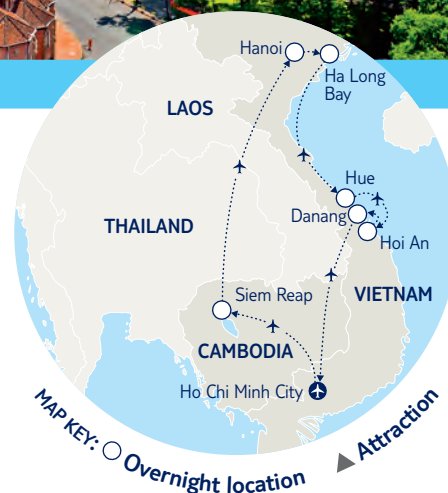 Hanoi
Ha Long
Bay
LAOS
Hue
Danang
THAILAND
Hoi An
Siem Reap
VIETNAM
CAMBODIA
Ho Chi Minh City
MAP KEY: Overnight location Attraction